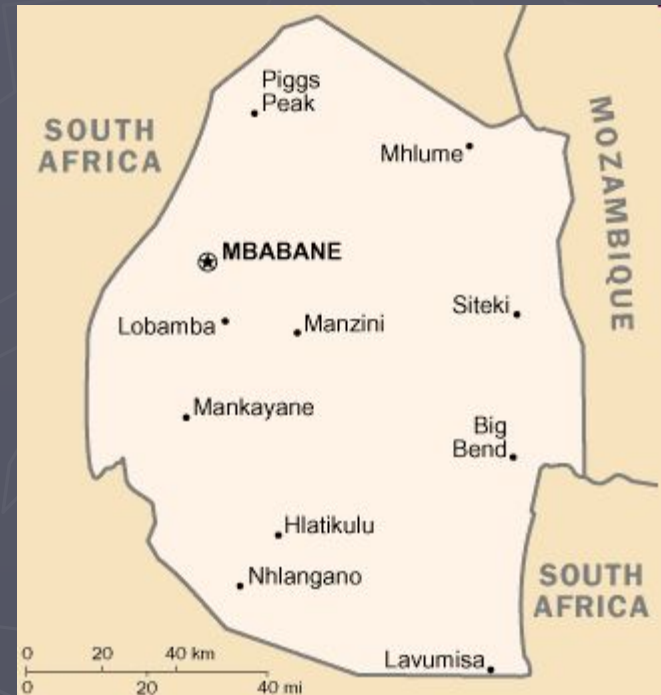 Piggs
Peak
SOUTH
AFRICA
MOZAMBIQUE
Mhlume
MBABANE
Siteki
Lobamba
Manzini
Mankayane
Big
Bend
Hlatikulu
Nhlangano
SOUTH
AFRICA
Lavumisa
0 20 40 km
0 20 40 mi